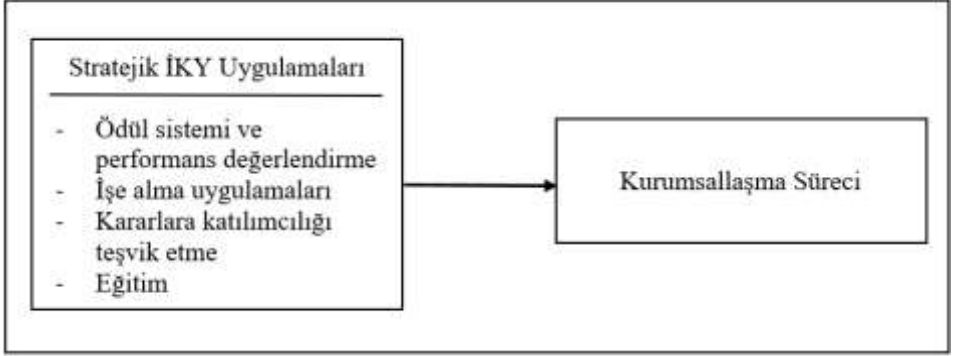 Stratejik İKY Uygulamaları
- Ödül sistemi ve
performans değerlendirme
- İşe alma uygulamaları
- Kararlara katılımcılığı
teşvik etme
- Eğitim
Kurumsallaşma Süreci